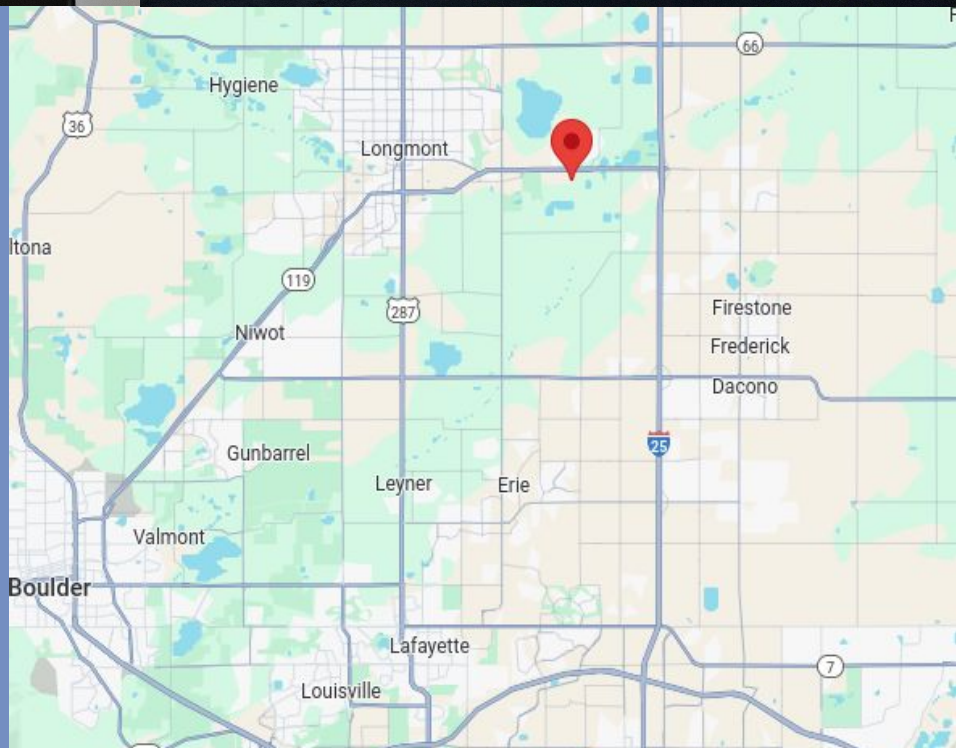 66
Hygiene
36
Longmont
ltona
119
287
Firestone
Niwot
Frederick
Dacono
25
Gunbarrel
Leyner
Erie
Valmont
Boulder
Lafayette
7
Louisville